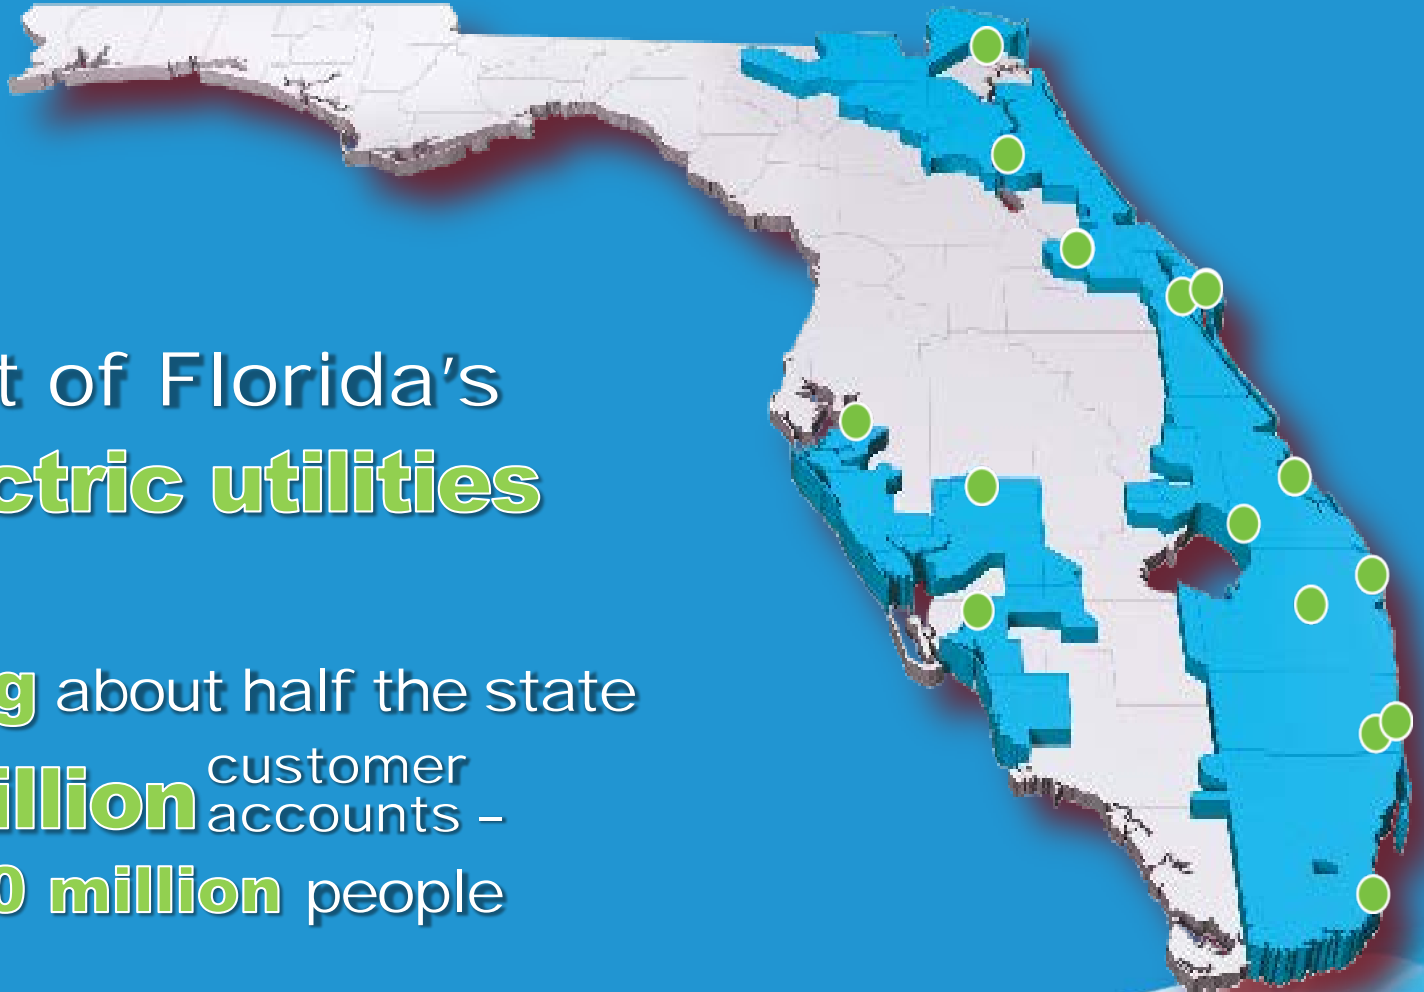 t of Florida's
ctric utilities
g about half the state
illion customer accounts –
0 million people